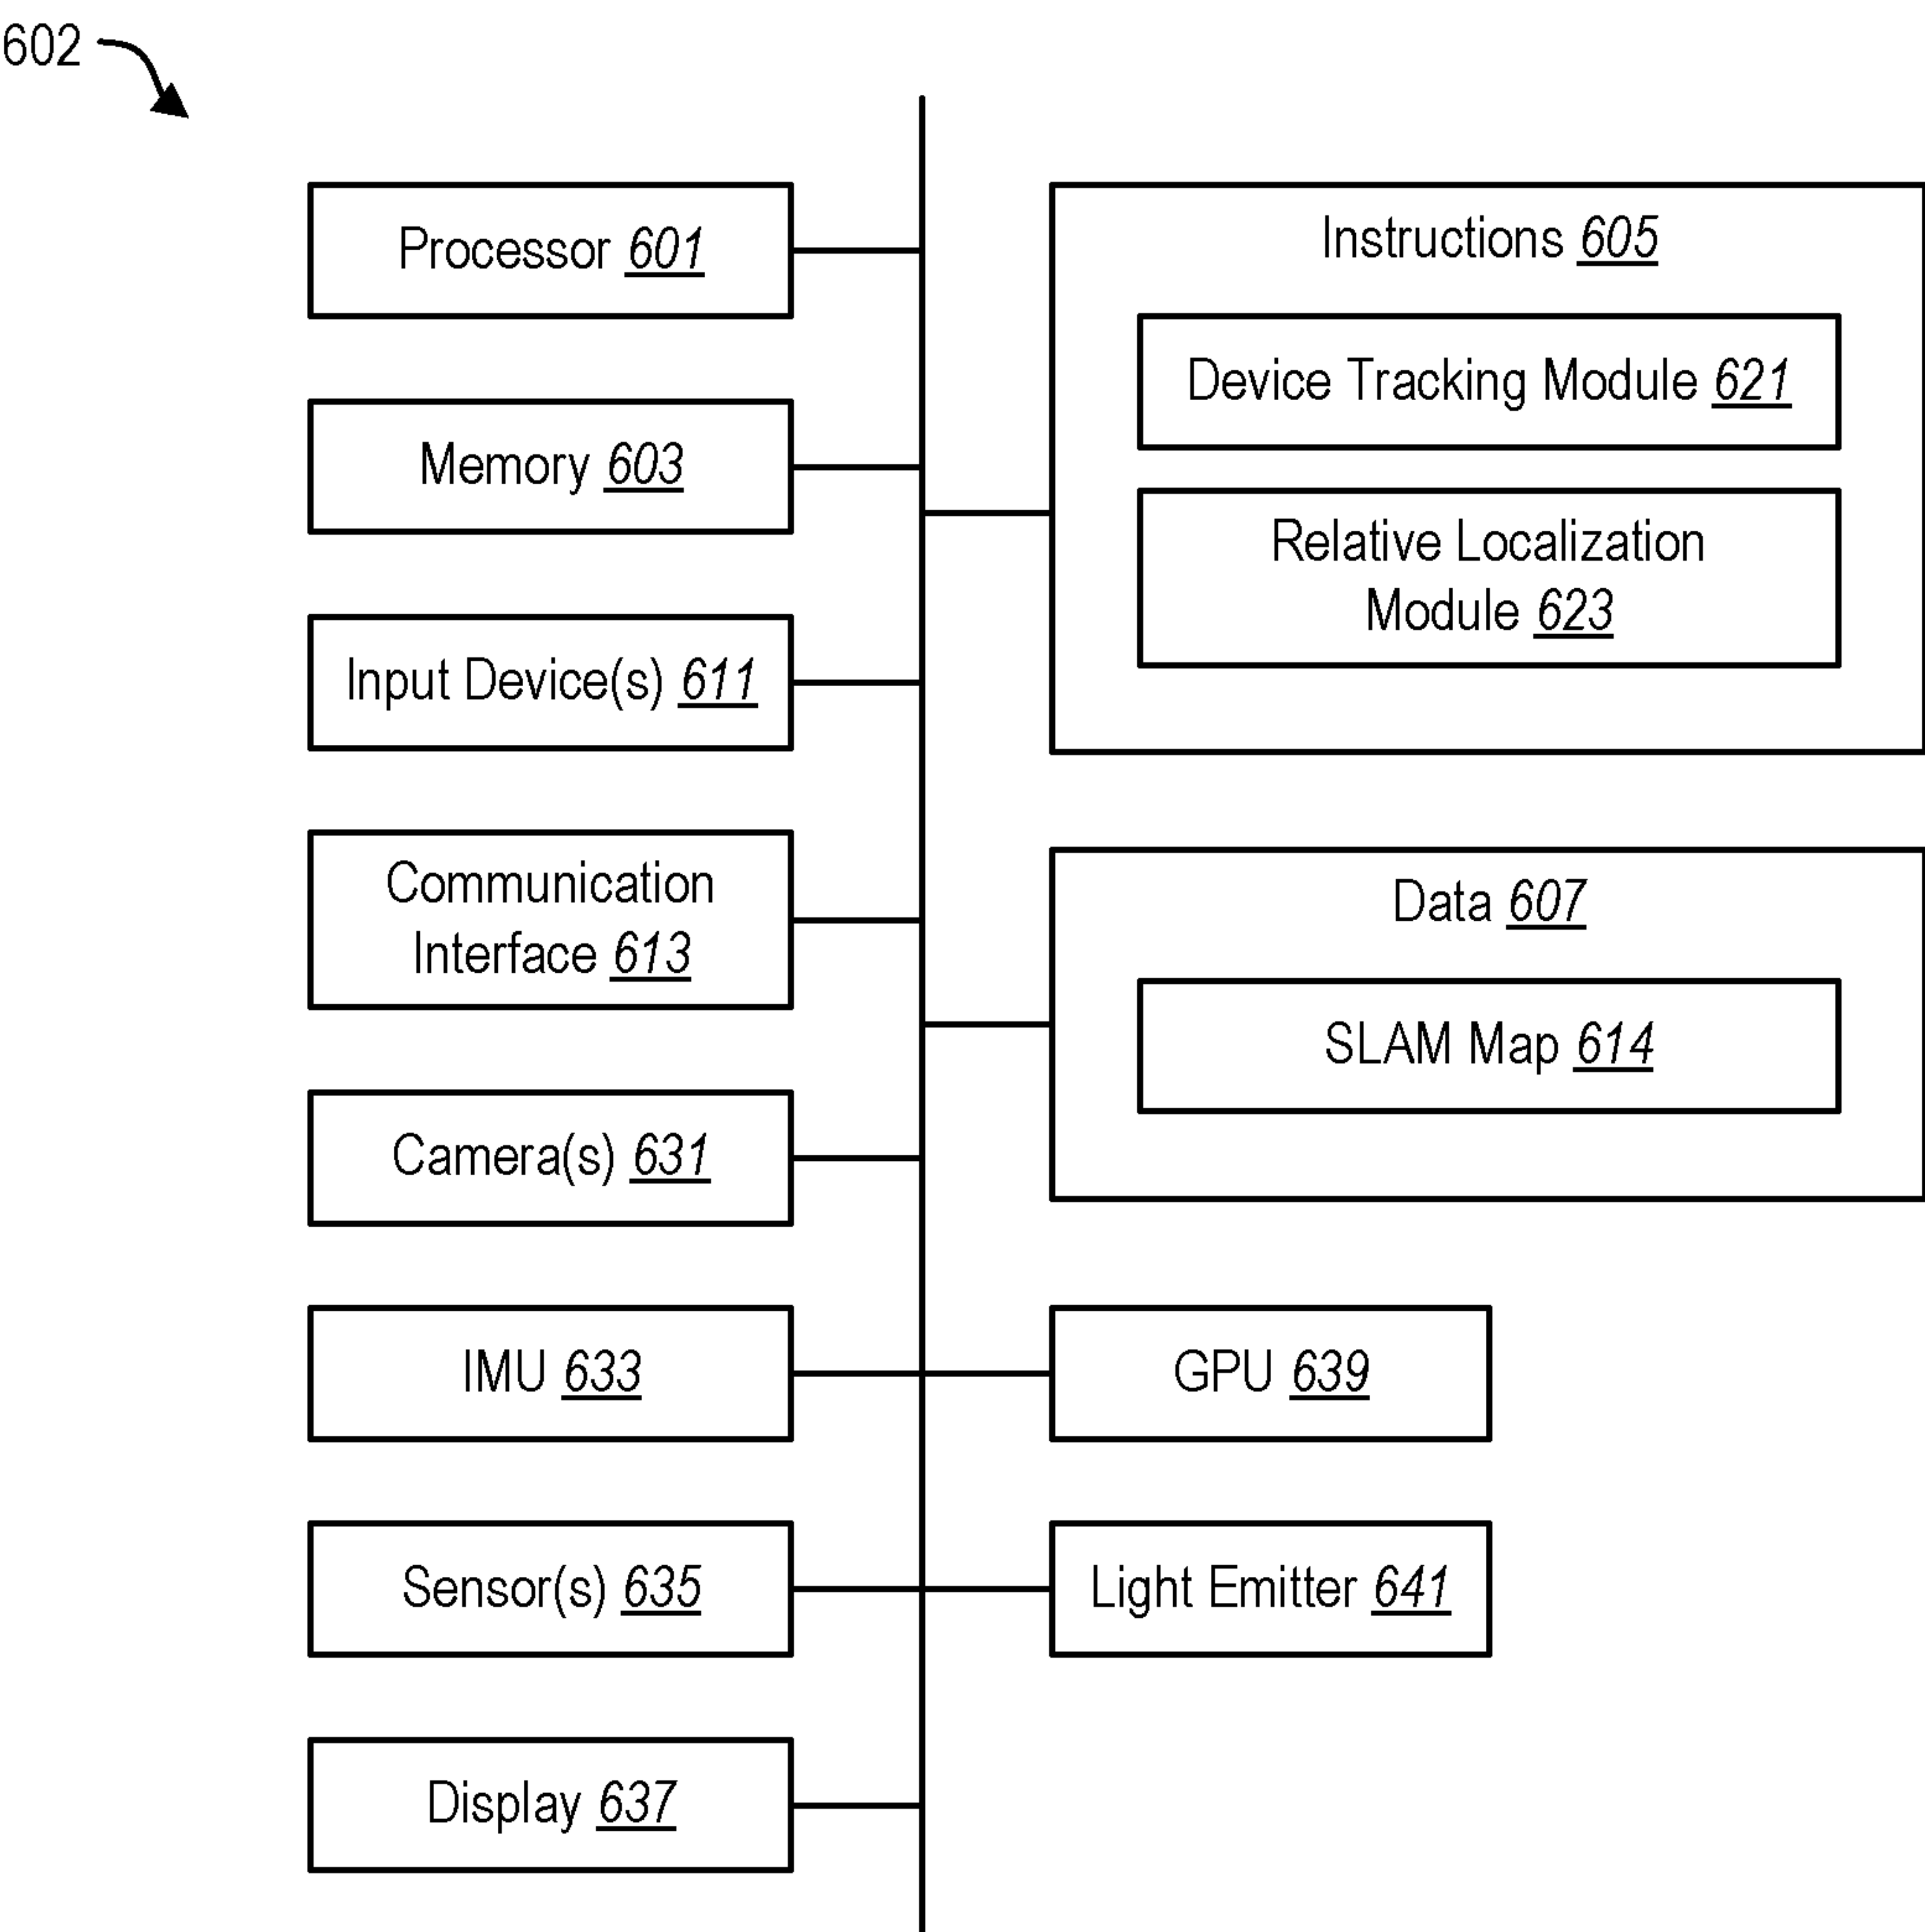 602
Processor 601
Memory 603
Input Device(s) 611
Communication
Interface 613
Camera(s) 631
IMU 633
Sensor(s) 635
Display 637
Instructions 605
Device Tracking Module 621
Relative Localization
Module 623
Data 607
SLAM Map 614
GPU 639
Light Emitter 641